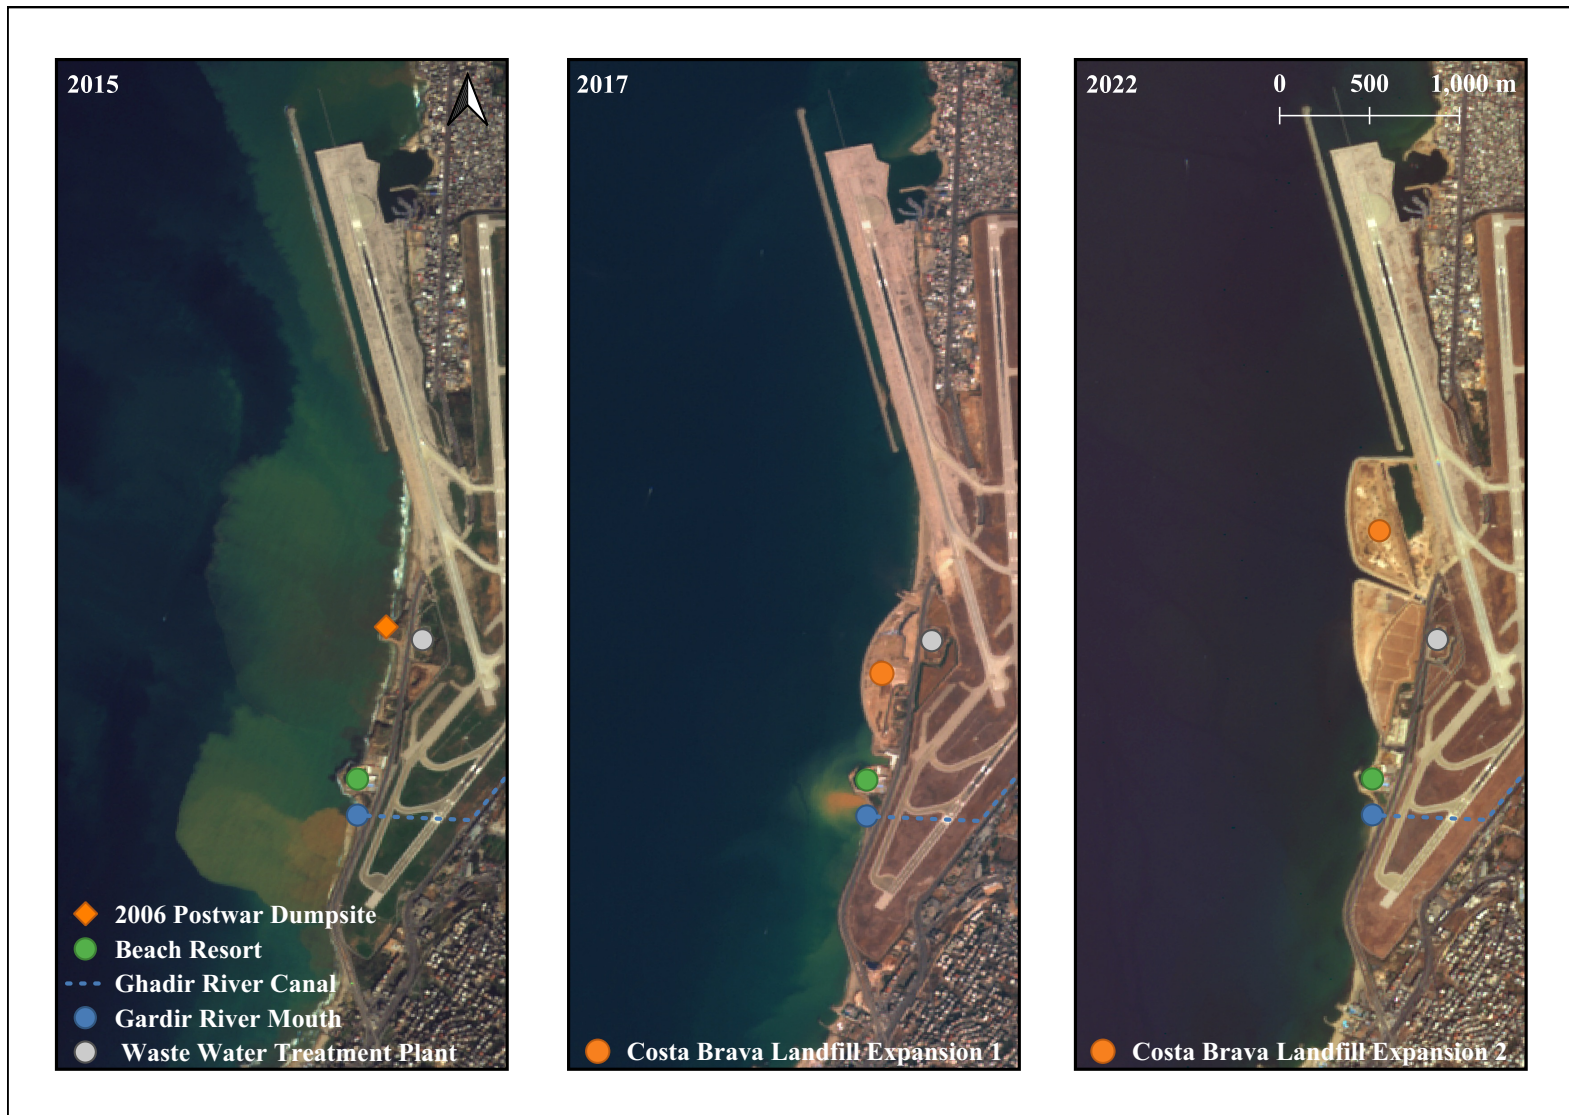 2015
2017
2022
0 500 1,000 m
2006 Postwar Dumpsite
Beach Resort
Ghadir River Canal
Gardir River Mouth
Waste Water Treatment Plant
Costa Brava Landfill Expansion 1
Costa Brava Landfill Expansion 2